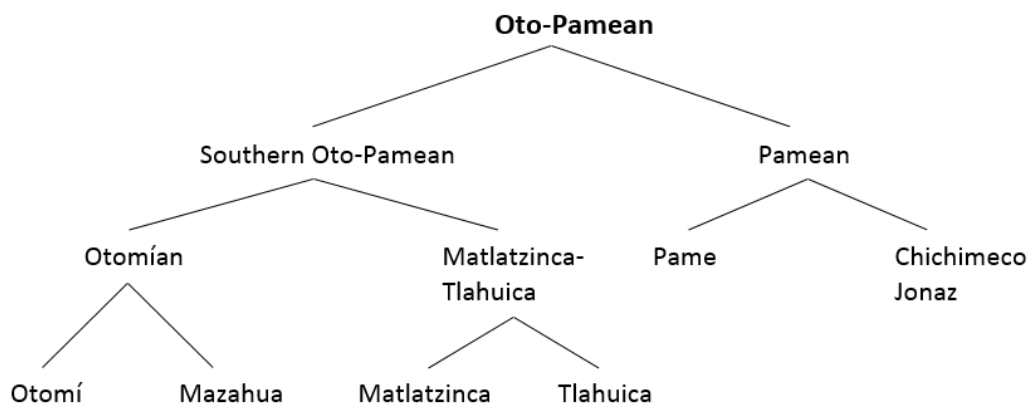 Oto-Pamean
Southern Oto-Pamean
Pamean
Otomían
Matlatzinca-
Tlahuica
Pame
Chichimeco
Jonaz
Otomí
Mazahua
Matlatzinca
Tlahuica